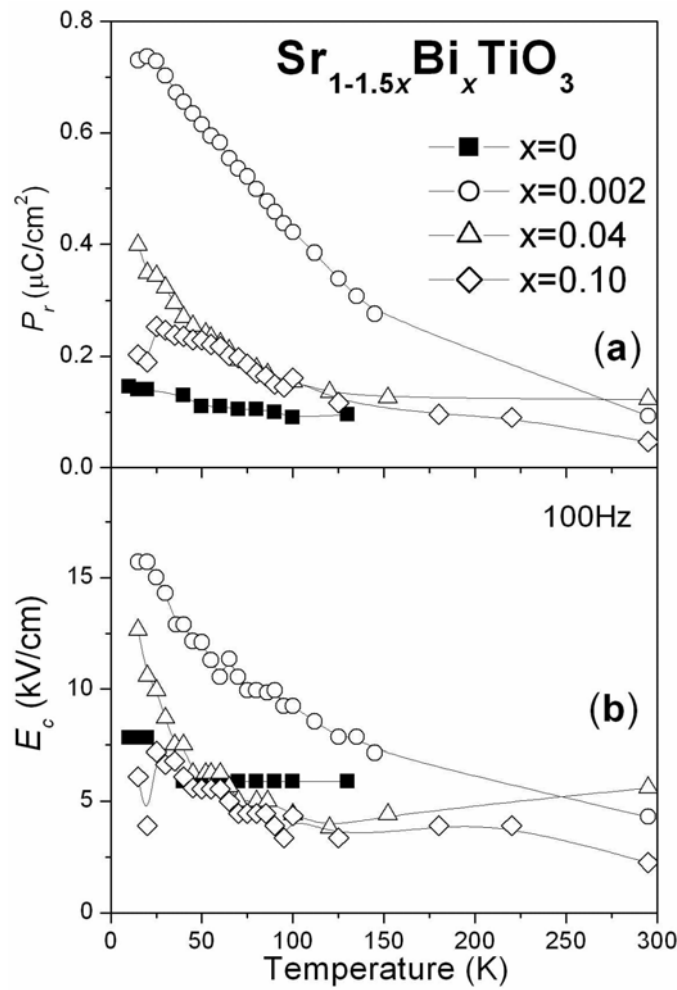 Sr1-1.5xBixTiO3
x=0
x=0.002
x=0.04
x=0.10
0.8
0.6
0.4
0.2
0.0
Pr (μC/cm²)
(a)
100Hz
15
10
5
0
Ec (kV/cm)
(b)
0 50 100 150 200 250 300
Temperature (K)